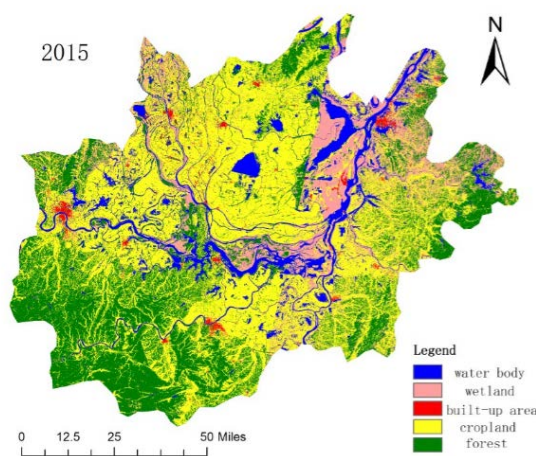 2015
N
Legend
water body
wetland
built-up area
cropland
forest
0 12.5 25 50 Miles